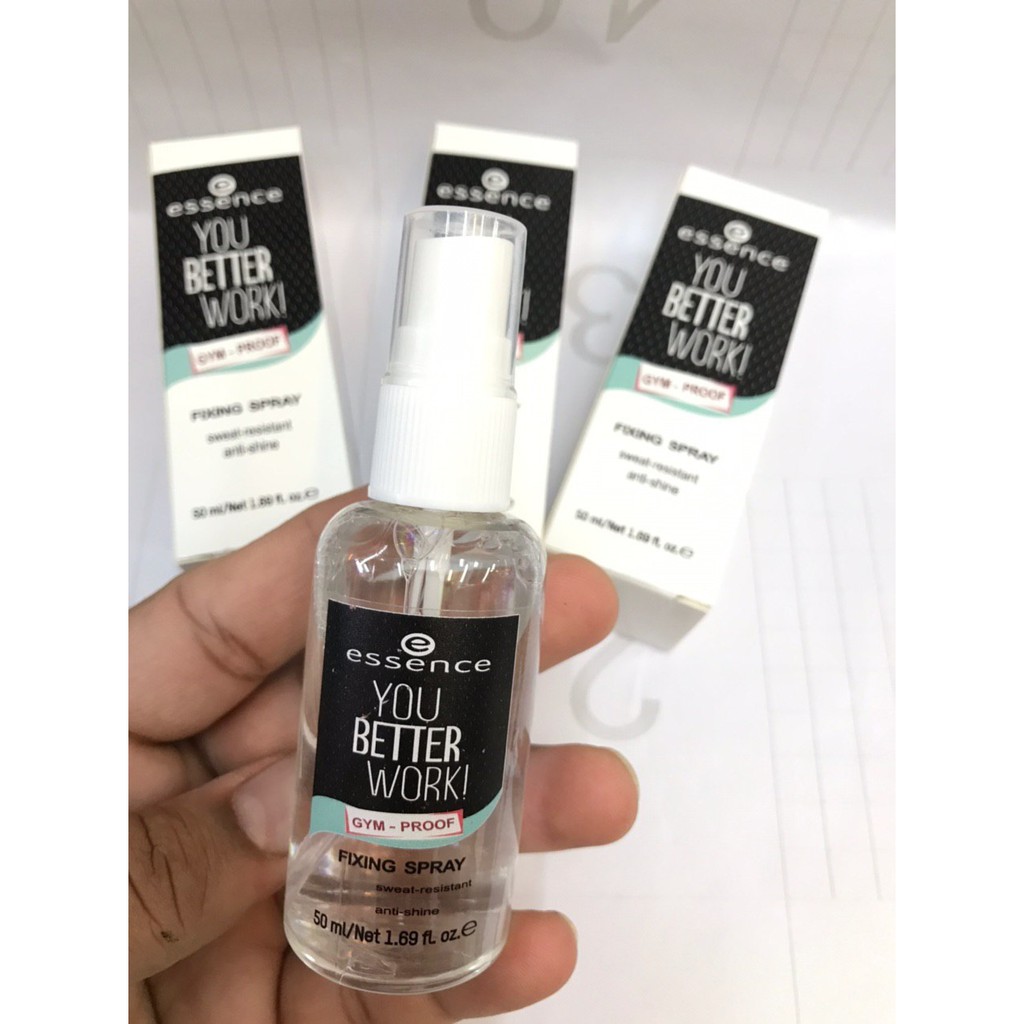 e
essence
YOU
BETTER
WORK!
GYM - PROOF
FIXING SPRAY
sweat-resistant
anti-shine
50 ml/Net 1.69 fl. oz.℮
e
essence
e
essence
YOU
BETTER
WORK!
GYM - PROOF
FIXING SPRAY
sweat-resistant
anti-shine
50 ml/Net 1.69 fl. oz.℮
e
essence
YOU
BETTER
WORK!
GYM - PROOF
FIXING SPRAY
sweat-resistant
anti-shine
50 ml/Net 1.69 fl. oz.℮